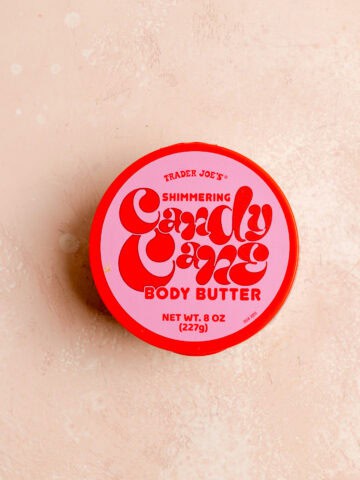 TRADER JOE'S®
SHIMMERING
Candy
Cane
BODY BUTTER
NET WT. 8 OZ
(227g)